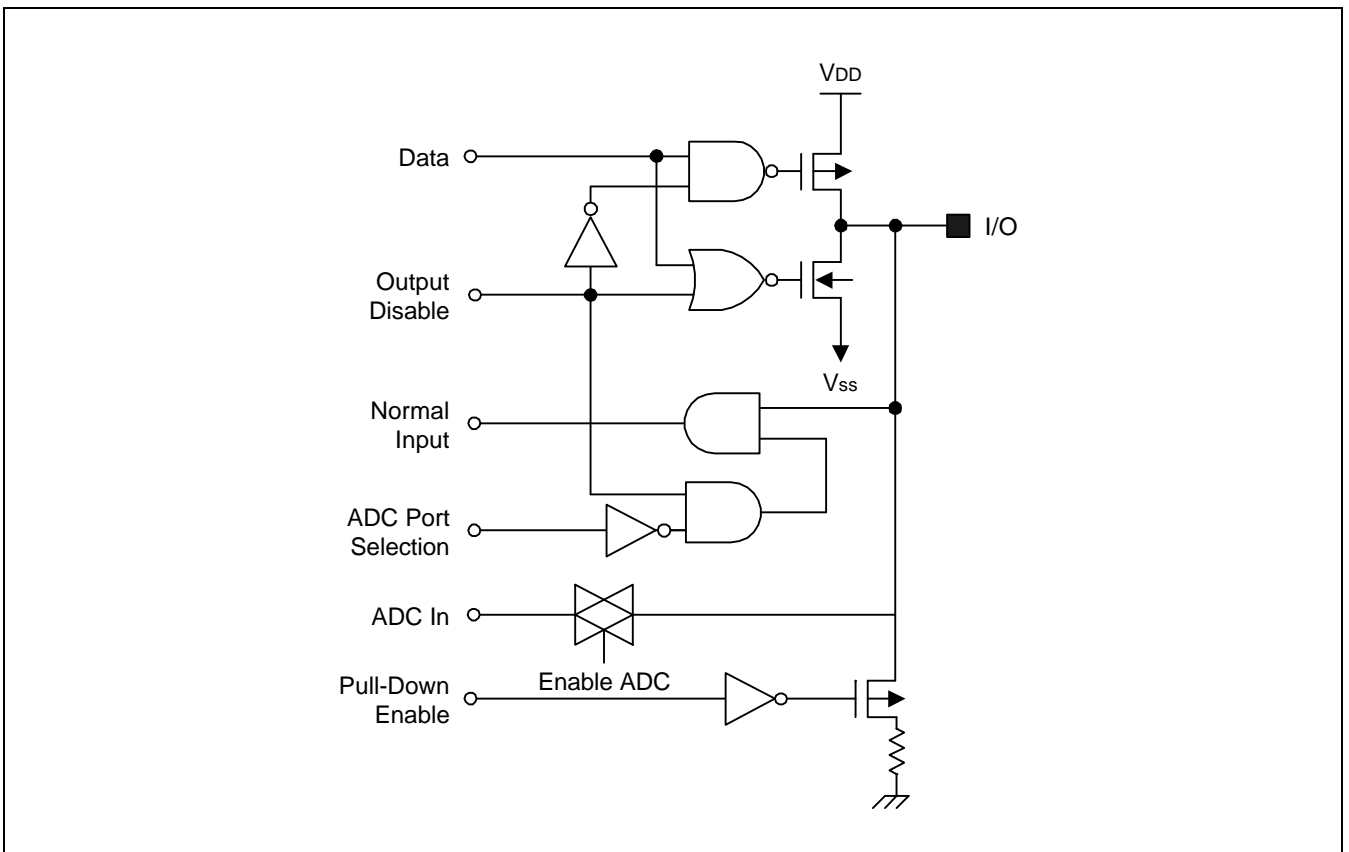 VDD
Data
I/O
Output
Disable
Vss
Normal
Input
ADC Port
Selection
ADC In
Enable ADC
Pull-Down
Enable